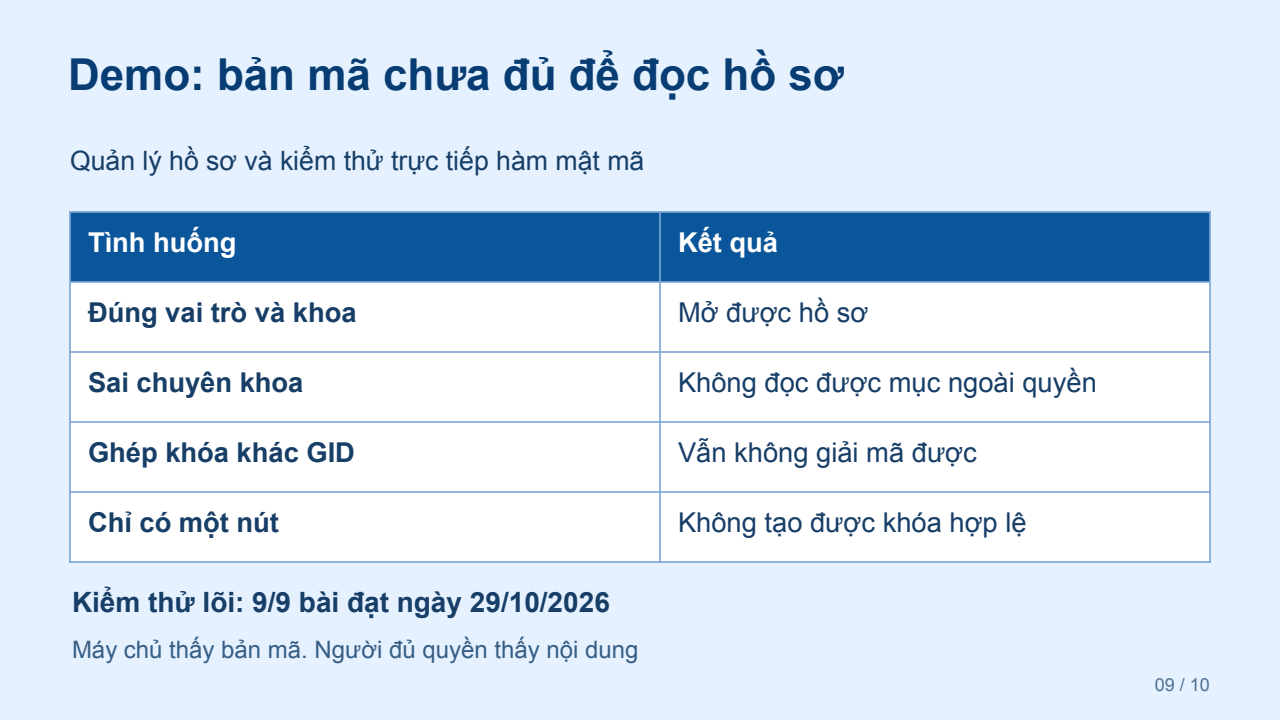 Demo: bản mã chưa đủ để đọc hồ sơ
Quản lý hồ sơ và kiểm thử trực tiếp hàm mật mã
Tình huống
Kết quả
Đúng vai trò và khoa
Mở được hồ sơ
Sai chuyên khoa
Không đọc được mục ngoài quyền
Ghép khóa khác GID
Vẫn không giải mã được
Chỉ có một nút
Không tạo được khóa hợp lệ
Kiểm thử lõi: 9/9 bài đạt ngày 29/10/2026
Máy chủ thấy bản mã. Người đủ quyền thấy nội dung
09 / 10